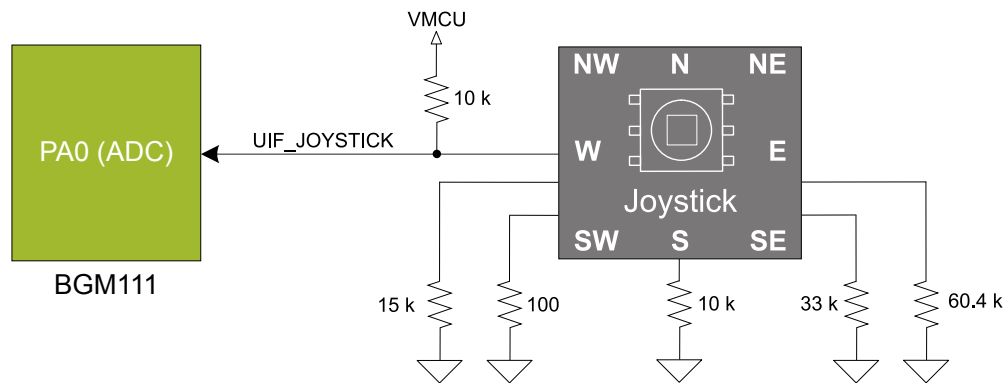 VMCU
10 k
UIF_JOYSTICK
PA0 (ADC)
BGM111
NW N NE
W E
Joystick
SW S SE
15 k
100
10 k
33 k
60.4 k